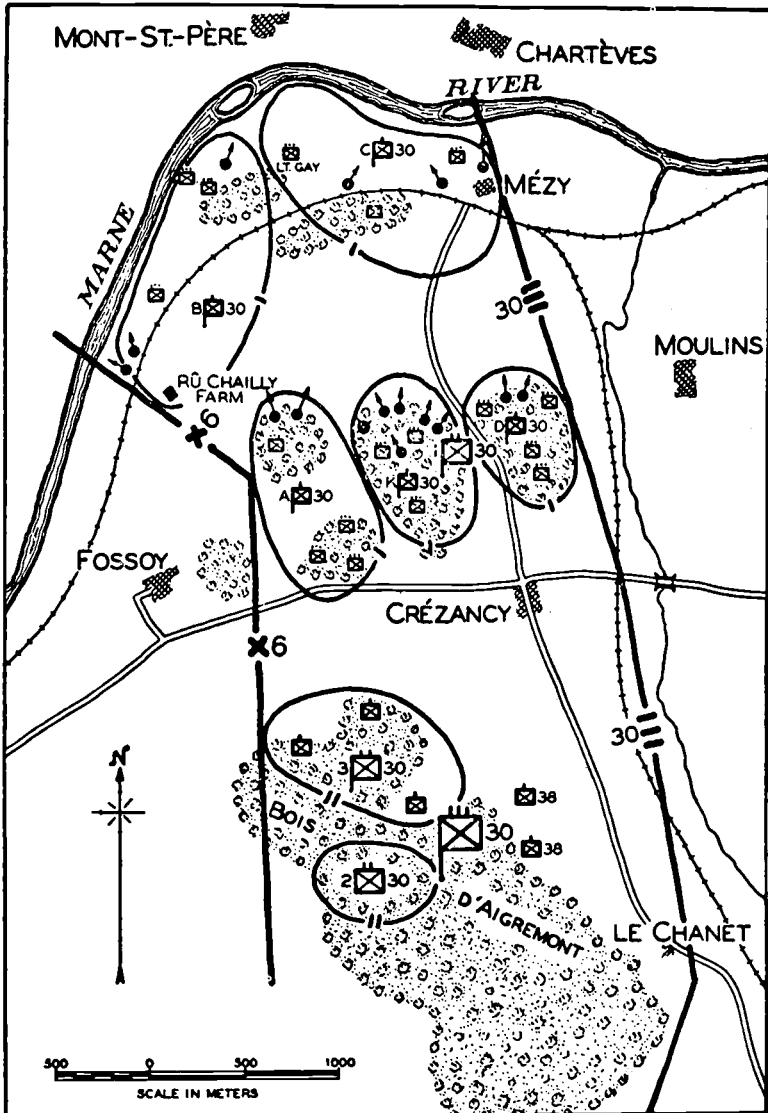 MONT-ST.-PÈRE
CHARTÈVES
RIVER
C 30
LT. GAY
MÉZY
MARNE
B 30
30
MOULINS
RÛ CHAILLY
FARM
6
D 30
1 30
K 30
A 30
FOSSOY
CRÉZANCY
6
30
N
3 30
38
BOIS
30
38
2 30
D'AIGREMONT
LE CHANET
500 0 500 1000
SCALE IN METERS